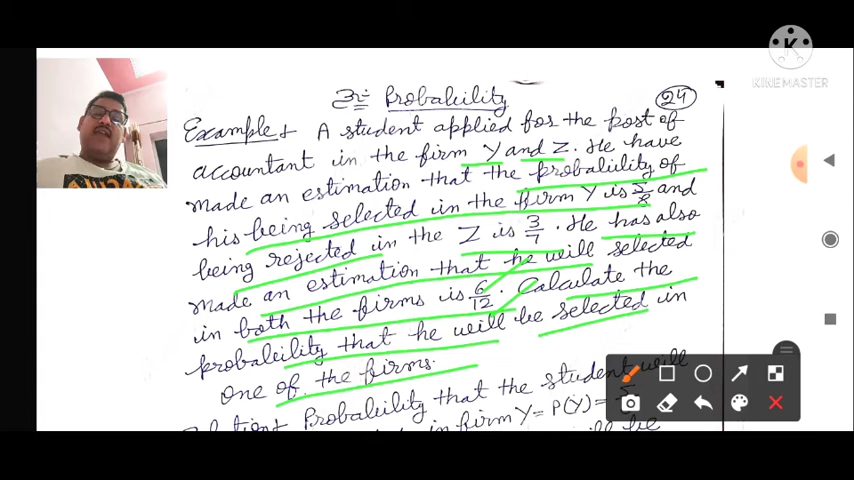 Probability
24
KINEMASTER
Example A student applied for the post of
accountant in the firm Y and Z. He have
made an estimation that the probability of
his being selected in the firm Y is 5/8 and
being rejected in the Z is 3/7. He has also
made an estimation that he will selected
in both the firms is 6/12. Calculate the
probability that he will be selected in
one of the firms.
Probability that the student will
in firm Y = P(Y) =
will be